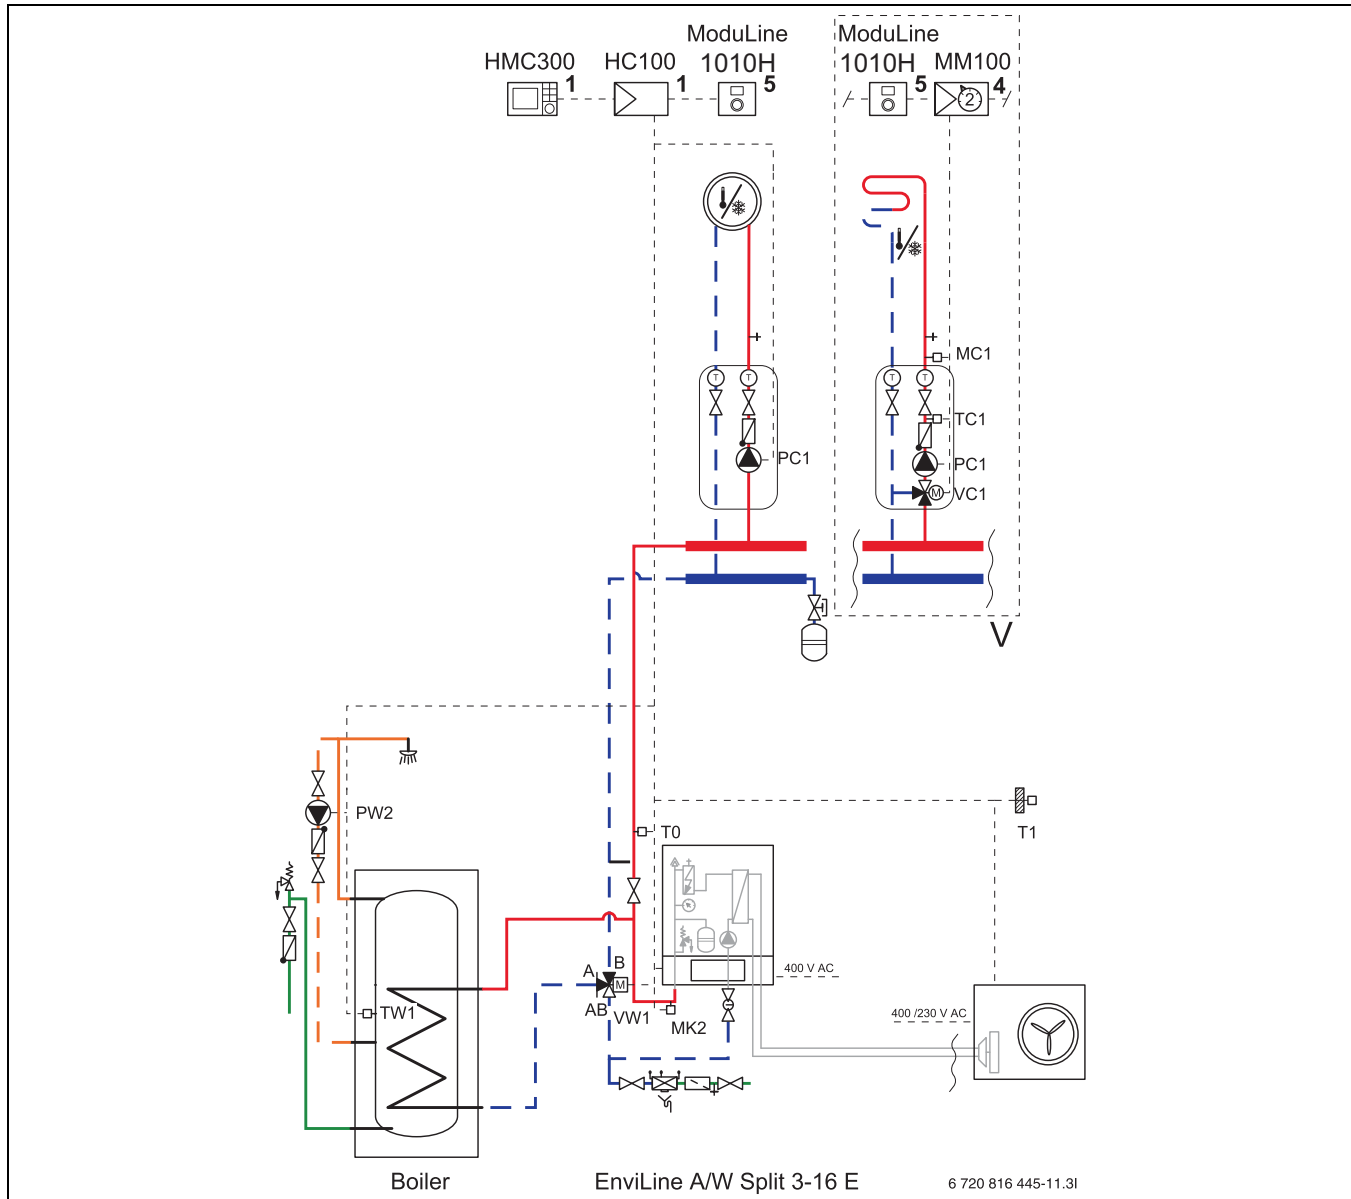 ModuLine
1010H
5
HMC300
1
HC100
1
ModuLine
1010H
5
MM100
4
2
T
T
PC1
MC1
T
T
TC1
PC1
M
VC1
V
PW2
T0
T1
A
B
M
AB
VW1
MK2
TW1
400 V AC
400 /230 V AC
Boiler
EnviLine A/W Split 3-16 E
6 720 816 445-11.3I